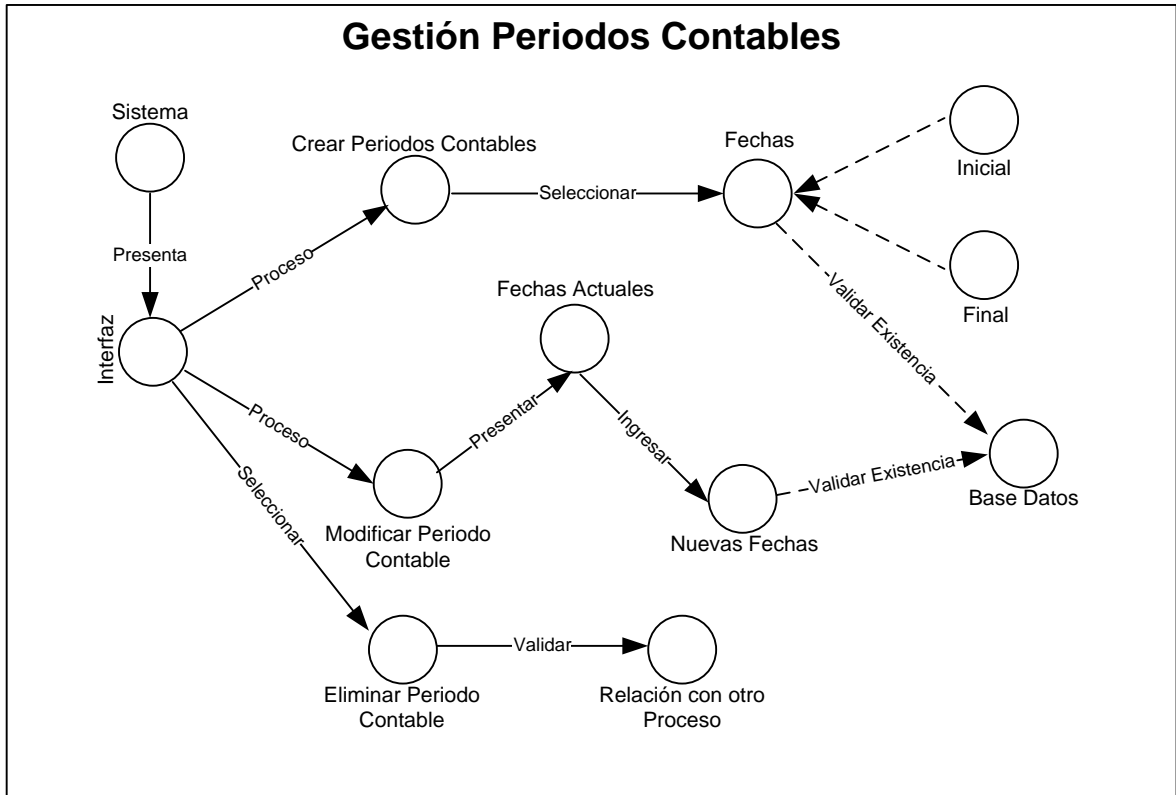 Gestión Periodos Contables
Sistema
Crear Periodos Contables
Fechas
Inicial
Seleccionar
Presenta
Proceso
Fechas Actuales
Final
Validar Existencia
Interfaz
Presentar
Proceso
Ingresar
Seleccionar
Validar Existencia
Base Datos
Modificar Periodo
Contable
Nuevas Fechas
Validar
Eliminar Periodo
Contable
Relación con otro
Proceso